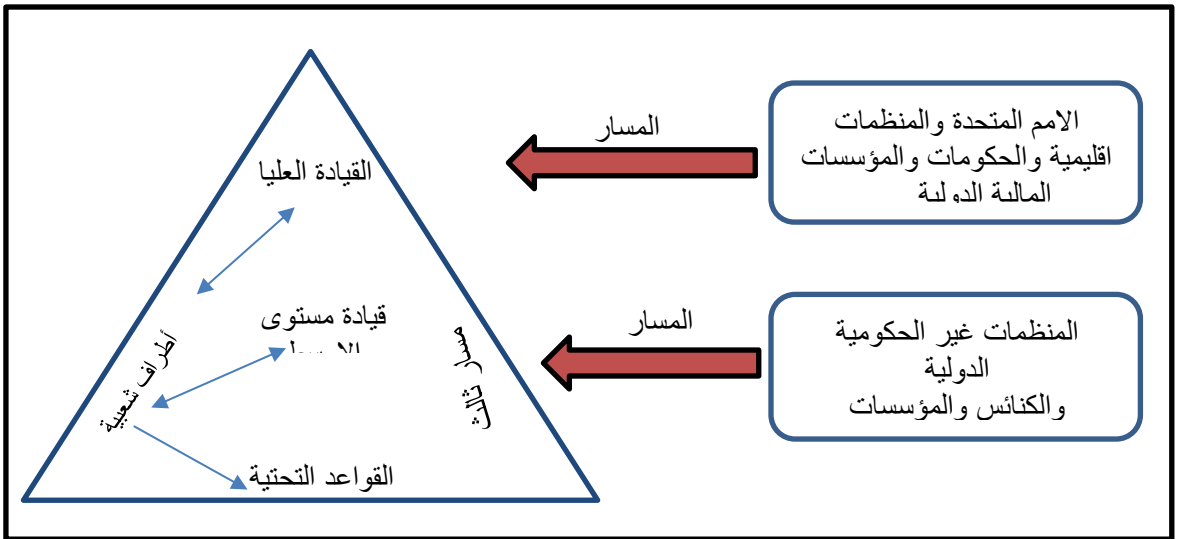 الامم المتحدة والمنظمات
اقليمية والحكومات والمؤسسات
المالية الدولية
المسار
القيادة العليا
المنظمات غير الحكومية
الدولية
والكنائس والمؤسسات
المسار
قيادة مستوى
مسار ثالث
أطراف شعبية
القواعد التحتية